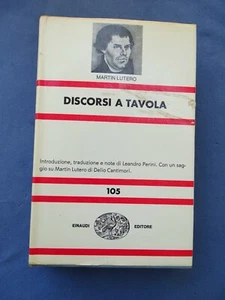 MARTIN LUTERO
DISCORSI A TAVOLA
Introduzione, traduzione e note di Leandro Perini. Con un sag-
gio su Martin Lutero di Delio Cantimori.
105
EINAUDI
EDITORE